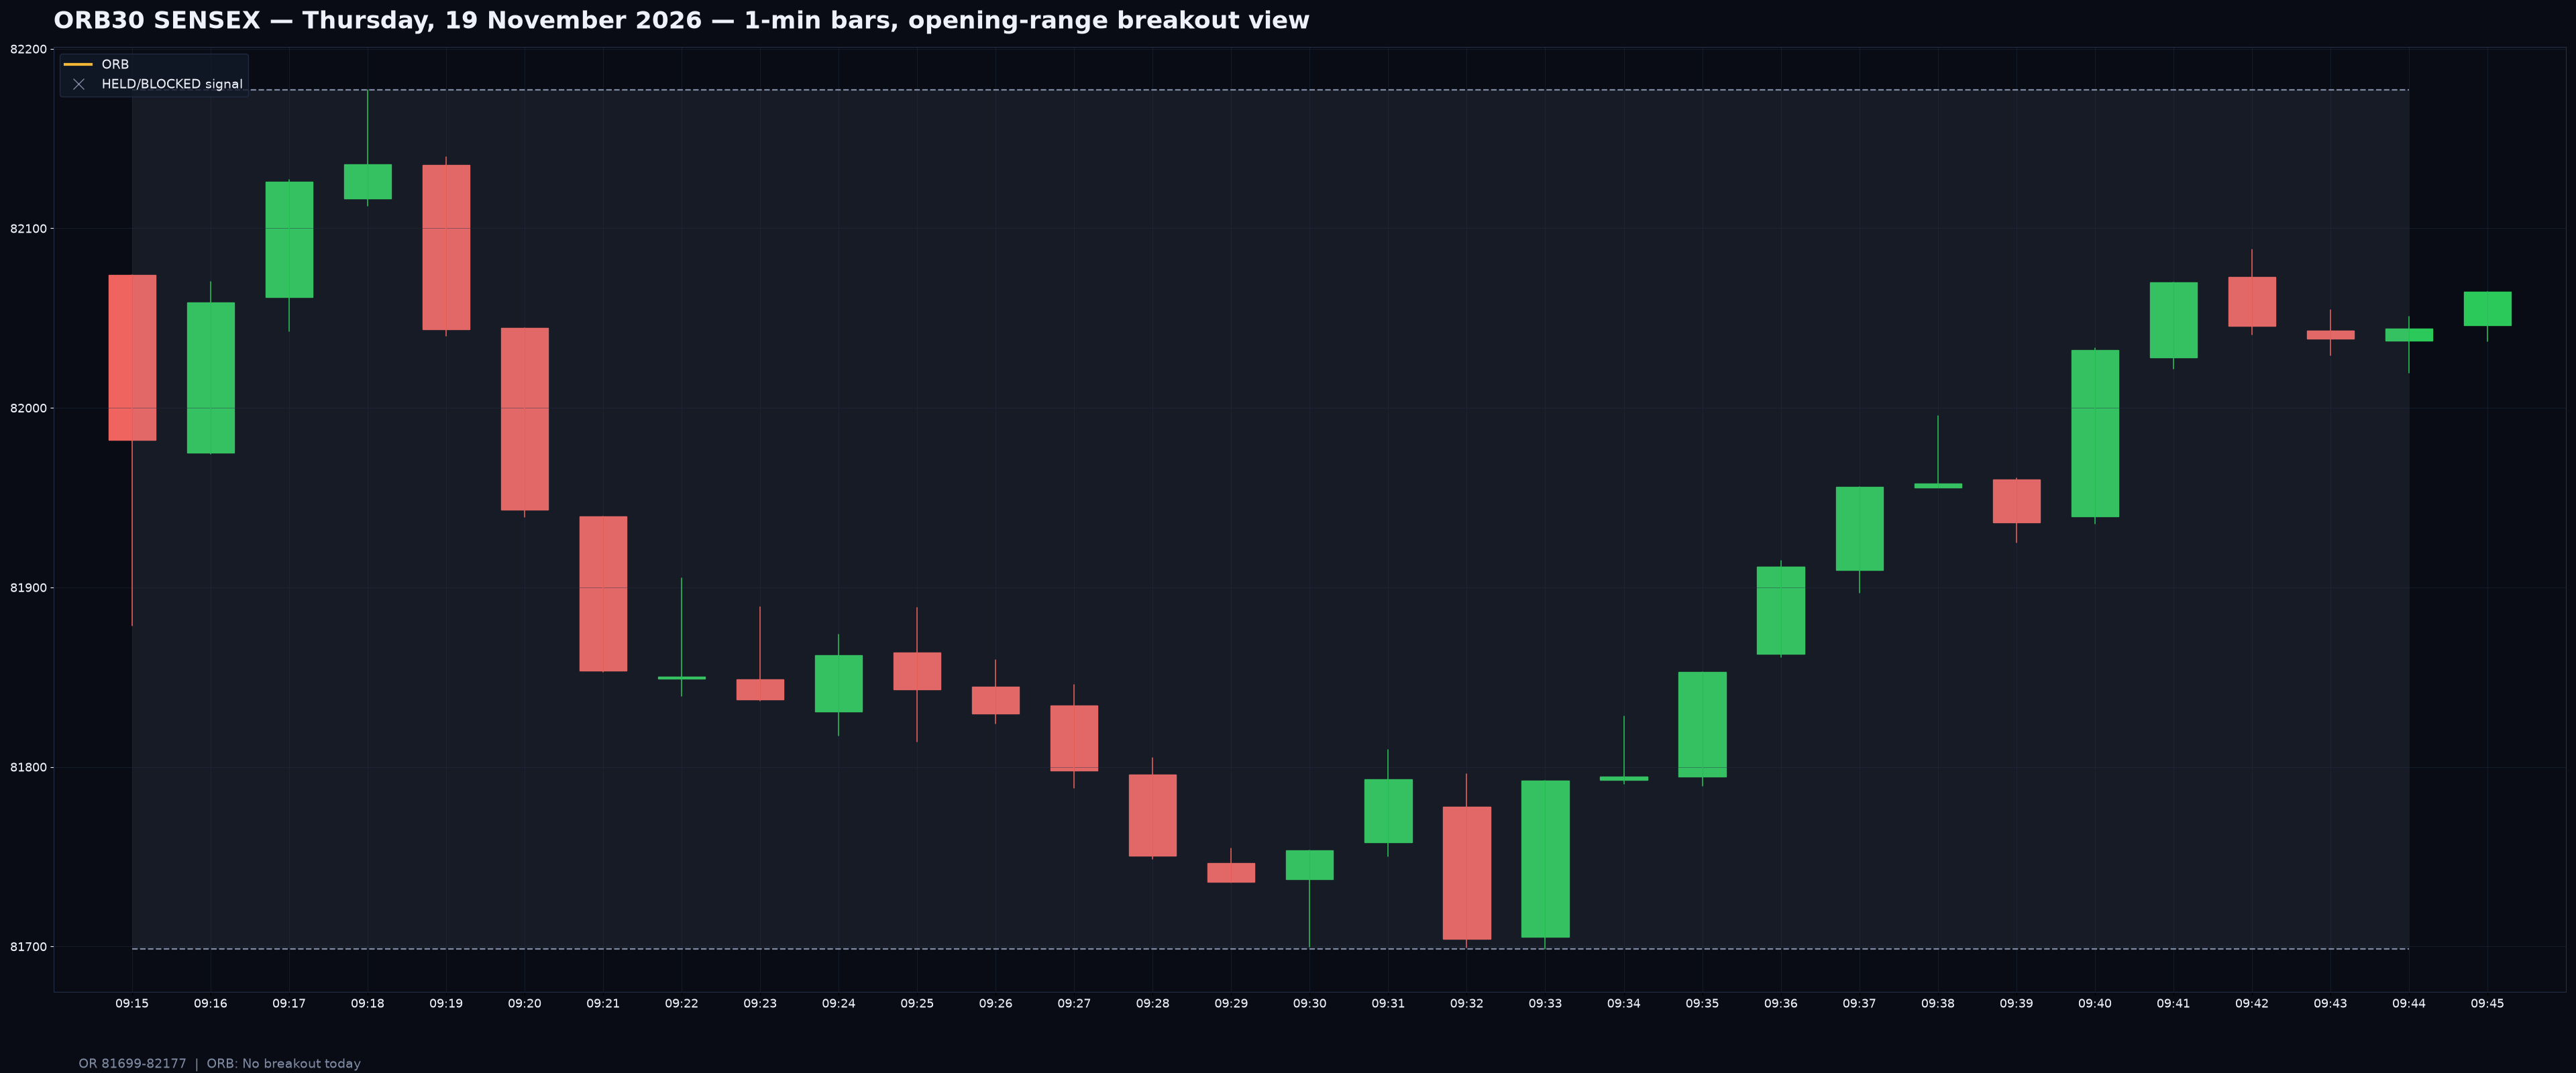 ORB30 SENSEX — Thursday, 19 November 2026 — 1-min bars, opening-range breakout view
82200
ORB
HELD/BLOCKED signal
82100
82000
81900
81800
81700
09:15 09:16 09:17 09:18 09:19 09:20 09:21 09:22 09:23 09:24 09:25 09:26 09:27 09:28 09:29 09:30 09:31 09:32 09:33 09:34 09:35 09:36 09:37 09:38 09:39 09:40 09:41 09:42 09:43 09:44 09:45
OR 81699-82177 | ORB: No breakout today